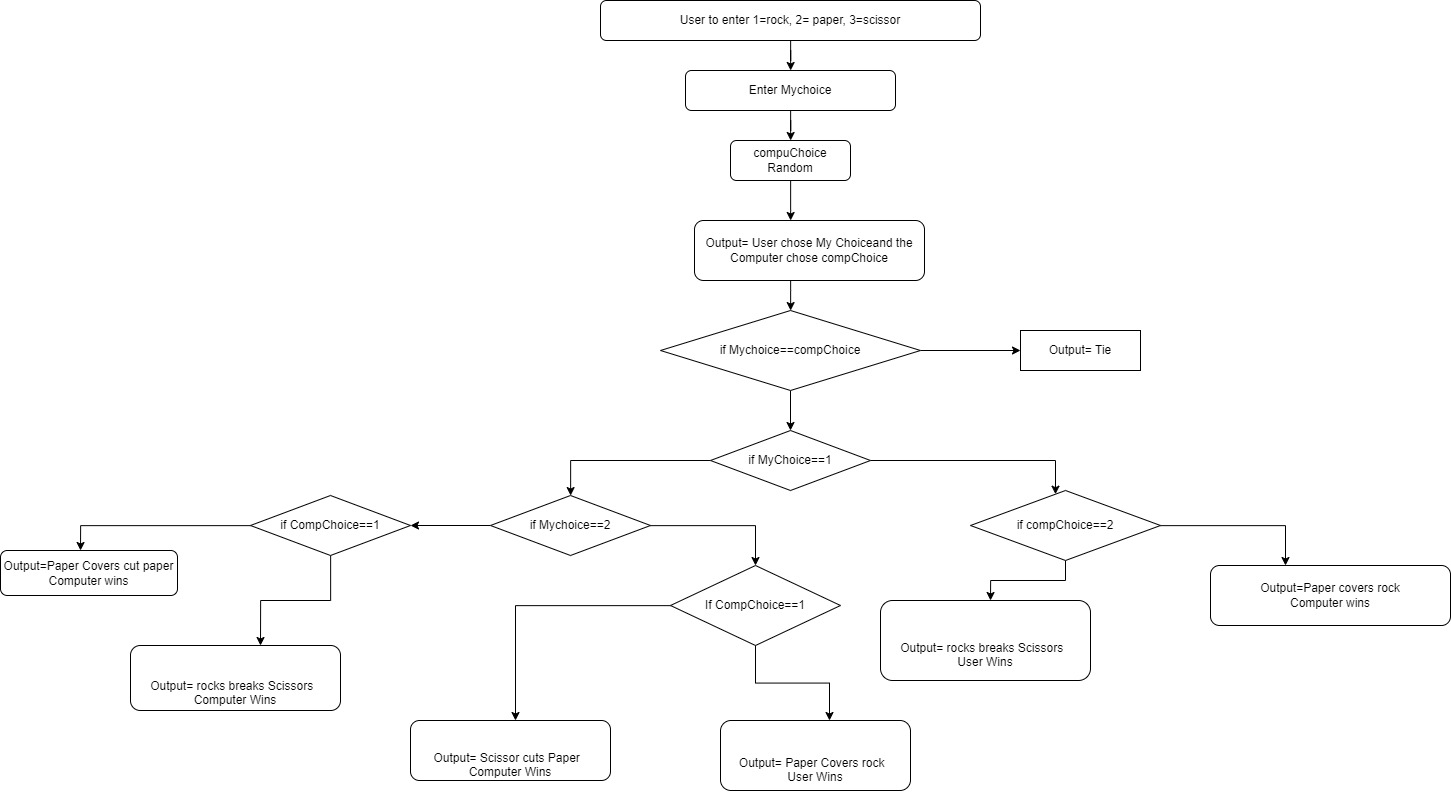 User to enter 1=rock, 2= paper, 3=scissor
Enter Mychoice
compuChoice
Random
Output= User chose My Choiceand the
Computer chose compChoice
if Mychoice==compChoice
Output= Tie
if MyChoice==1
if CompChoice==1
if Mychoice==2
if compChoice==2
Output=Paper Covers cut paper
Computer wins
Output=Paper covers rock
Computer wins
If CompChoice==1
Output= rocks breaks Scissors
User Wins
Output= rocks breaks Scissors
Computer Wins
Output= Scissor cuts Paper
Computer Wins
Output= Paper Covers rock
User Wins